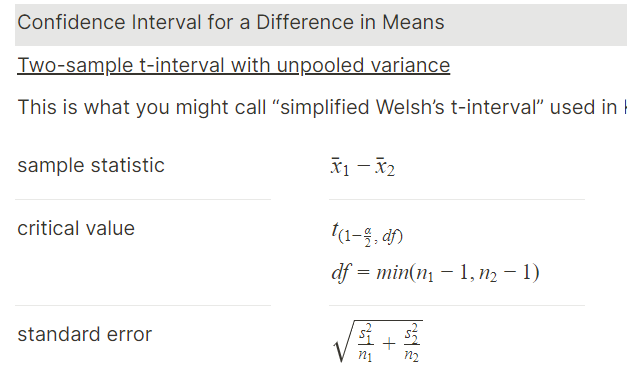 Confidence Interval for a Difference in Means
Two-sample t-interval with unpooled variance
This is what you might call “simplified Welsh’s t-interval” used in
sample statistic x̄₁ − x̄₂
critical value t₍₁₋α/₂, df₎
df = min(n₁ − 1, n₂ − 1)
standard error √(s₁²/n₁ + s₂²/n₂)